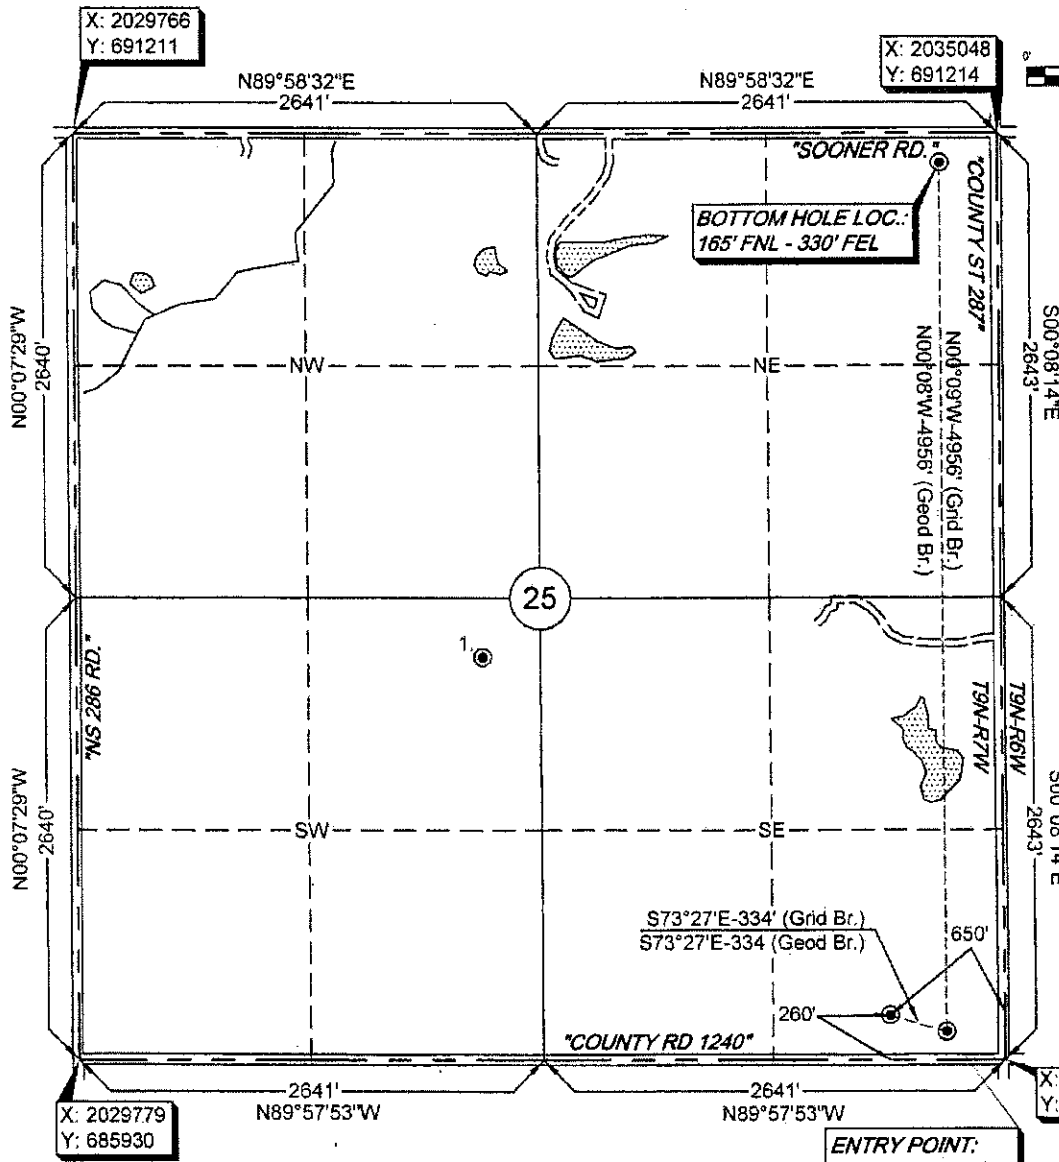 X: 2029766
Y: 691211
X: 2035048
Y: 691214
0'
N89°58'32"E
2641'
N89°58'32"E
2641'
"SOONER RD."
BOTTOM HOLE LOC.:
165' FNL - 330' FEL
"COUNTY ST 287"
N00°07'29"W
2640'
NW
NE
N00°09'W-4956' (Grid Br.)
N00°08'W-4956' (Geod Br.)
S00°08'14"E
2643'
25
1.
"NS 286 RD."
T9N-R7W
T9N-R6W
N00°07'29"W
2640'
SW
SE
S00°08'14"E
2643'
S73°27'E-334' (Grid Br.)
S73°27'E-334 (Geod Br.)
650'
260'
"COUNTY RD 1240"
2641'
N89°57'53"W
2641'
N89°57'53"W
X: 2029779
Y: 685930
X:
Y:
ENTRY POINT: